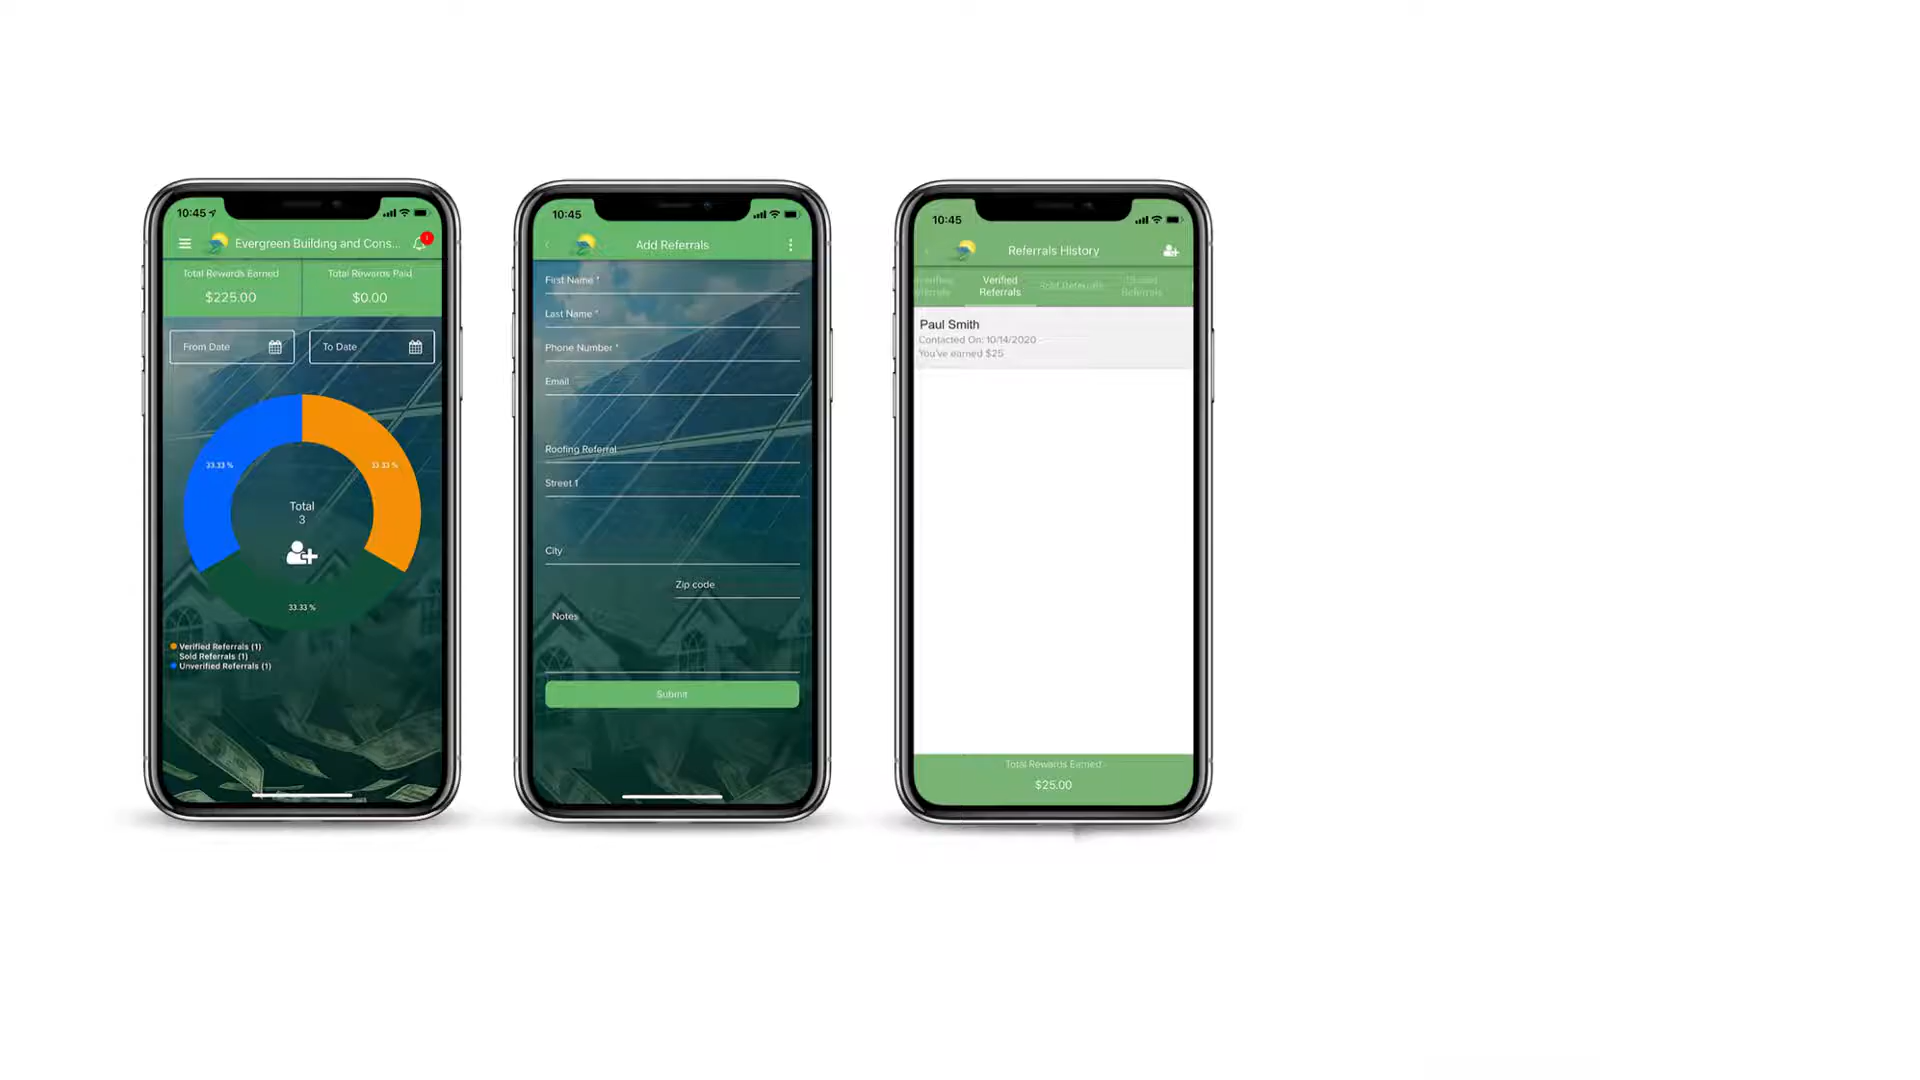 10:45
Evergreen Building and Cons...
1
Total Rewards Earned
$225.00
Total Rewards Paid
$0.00
From Date
To Date
33.33 %
33.33 %
Total
3
33.33 %
Verified Referrals (1)
Sold Referrals (1)
Unverified Referrals (1)
10:45
Add Referrals
First Name *
Last Name *
Phone Number *
Email
Roofing Referral
Street 1
City
Zip code
Notes
Submit
10:45
Referrals History
Verified
Referrals
Sold Referrals
Referrals
Paul Smith
Contacted On: 10/14/2020
You've earned $25
Total Rewards Earned
$25.00